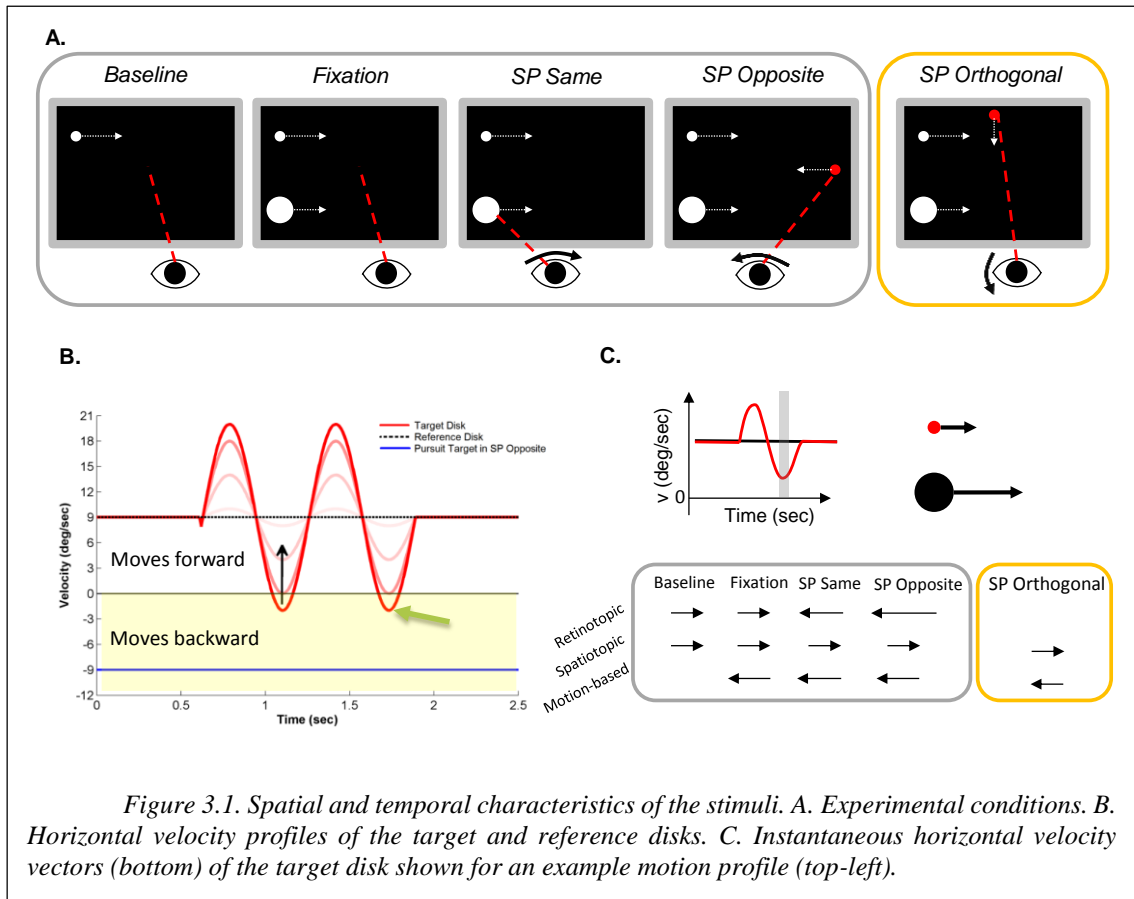 A.
Baseline
Fixation
SP Same
SP Opposite
SP Orthogonal
B.
21
18
15
12
9
6
3
0
-3
-6
-9
-12
Velocity (deg/sec)
Target Disk
Reference Disk
Pursuit Target in SP Opposite
Moves forward
Moves backward
0 0.5 1 1.5 2 2.5
Time (sec)
C.
v (deg/sec)
0
Time (sec)
Baseline Fixation SP Same SP Opposite SP Orthogonal
Retinotopic
Spatiotopic
Motion-based
Figure 3.1. Spatial and temporal characteristics of the stimuli. A. Experimental conditions. B.
Horizontal velocity profiles of the target and reference disks. C. Instantaneous horizontal velocity
vectors (bottom) of the target disk shown for an example motion profile (top-left).